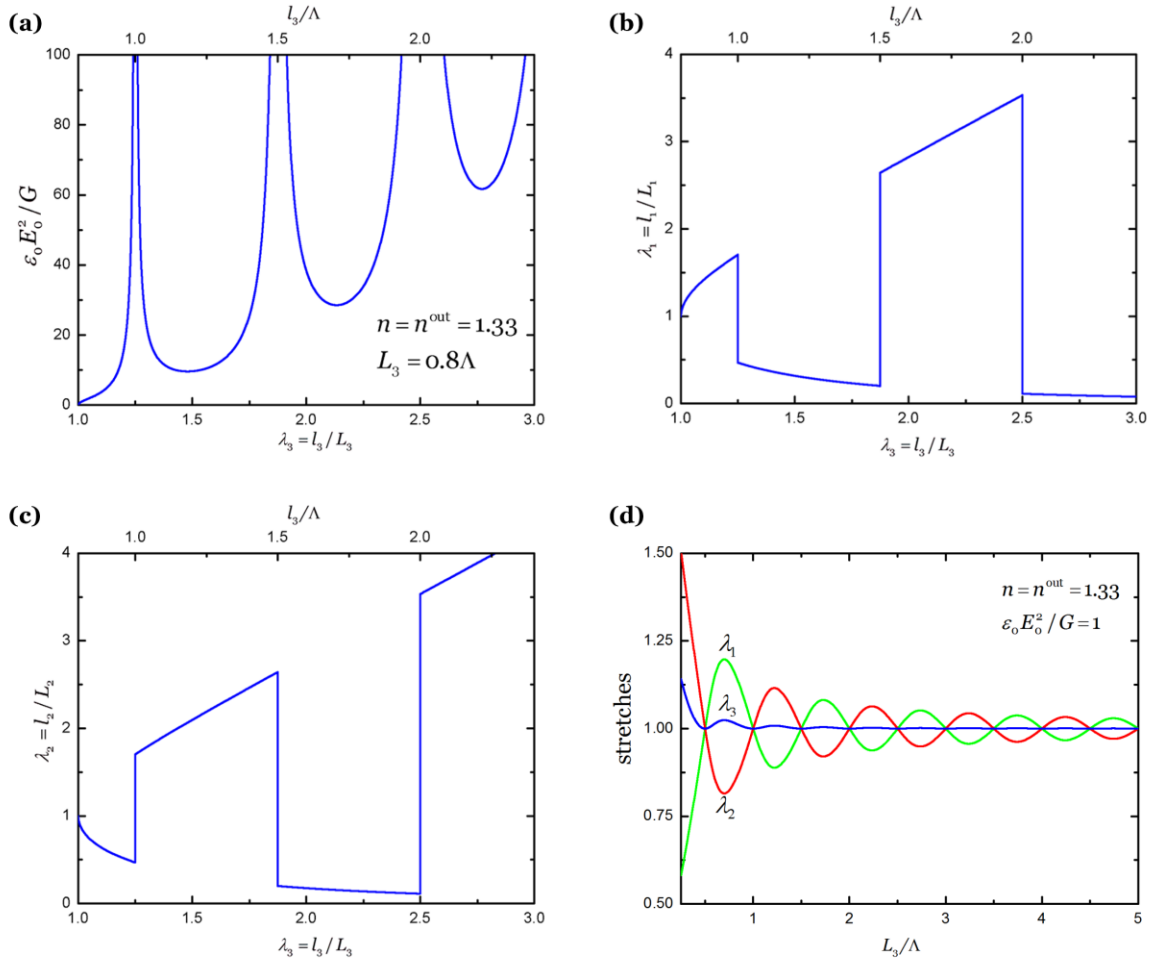 (a)
l₃/Λ
1.0 1.5 2.0
100
80
60
40
20
0
ε₀E₀²/G
n = nᵒᵘᵗ = 1.33
L₃ = 0.8Λ
1.0 1.5 2.0 2.5 3.0
λ₃ = l₃/L₃
(b)
l₃/Λ
1.0 1.5 2.0
4
3
2
1
0
λ₁ = l₁/L₁
1.0 1.5 2.0 2.5 3.0
λ₃ = l₃/L₃
(c)
l₃/Λ
1.0 1.5 2.0
4
3
2
1
0
λ₂ = l₂/L₂
1.0 1.5 2.0 2.5 3.0
λ₃ = l₃/L₃
(d)
1.50
1.25
1.00
0.75
0.50
stretches
n = nᵒᵘᵗ = 1.33
ε₀E₀²/G = 1
λ₁
λ₃
λ₂
1 2 3 4 5
L₃/Λ